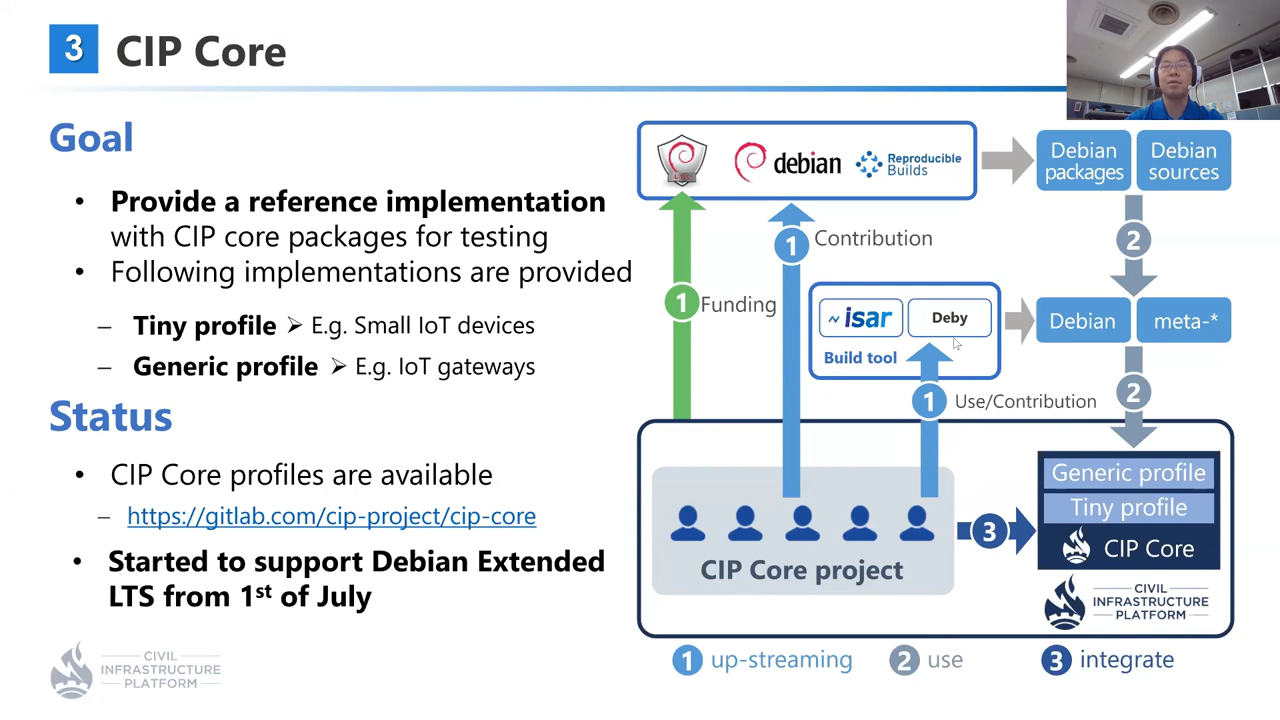 3 CIP Core
Goal
• Provide a reference implementation
with CIP core packages for testing
• Following implementations are provided
– Tiny profile ➢ E.g. Small IoT devices
– Generic profile ➢ E.g. IoT gateways
Status
• CIP Core profiles are available
– https://gitlab.com/cip-project/cip-core
• Started to support Debian Extended
LTS from 1st of July
CIVIL
INFRASTRUCTURE
PLATFORM
LTS
debian
Reproducible
Builds
Debian
packages
Debian
sources
1 Funding
1 Contribution
2
isar
Deby
Build tool
Debian
meta-*
1 Use/Contribution
2
CIP Core project
3
Generic profile
Tiny profile
CIP Core
CIVIL
INFRASTRUCTURE
PLATFORM
1 up-streaming
2 use
3 integrate